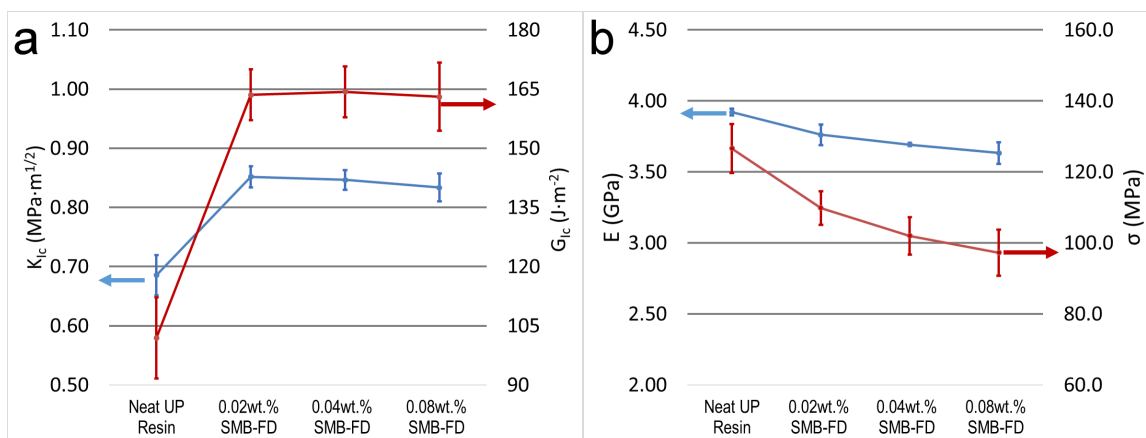 a
1.10
1.00
0.90
0.80
0.70
0.60
0.50
K_Ic (MPa·m^1/2)
180
165
150
135
120
105
90
G_Ic (J·m^-2)
Neat UP
Resin
0.02wt.%
SMB-FD
0.04wt.%
SMB-FD
0.08wt.%
SMB-FD
b
4.50
4.00
3.50
3.00
2.50
2.00
E (GPa)
160.0
140.0
120.0
100.0
80.0
60.0
σ (MPa)
Neat UP
Resin
0.02wt.%
SMB-FD
0.04wt.%
SMB-FD
0.08wt.%
SMB-FD